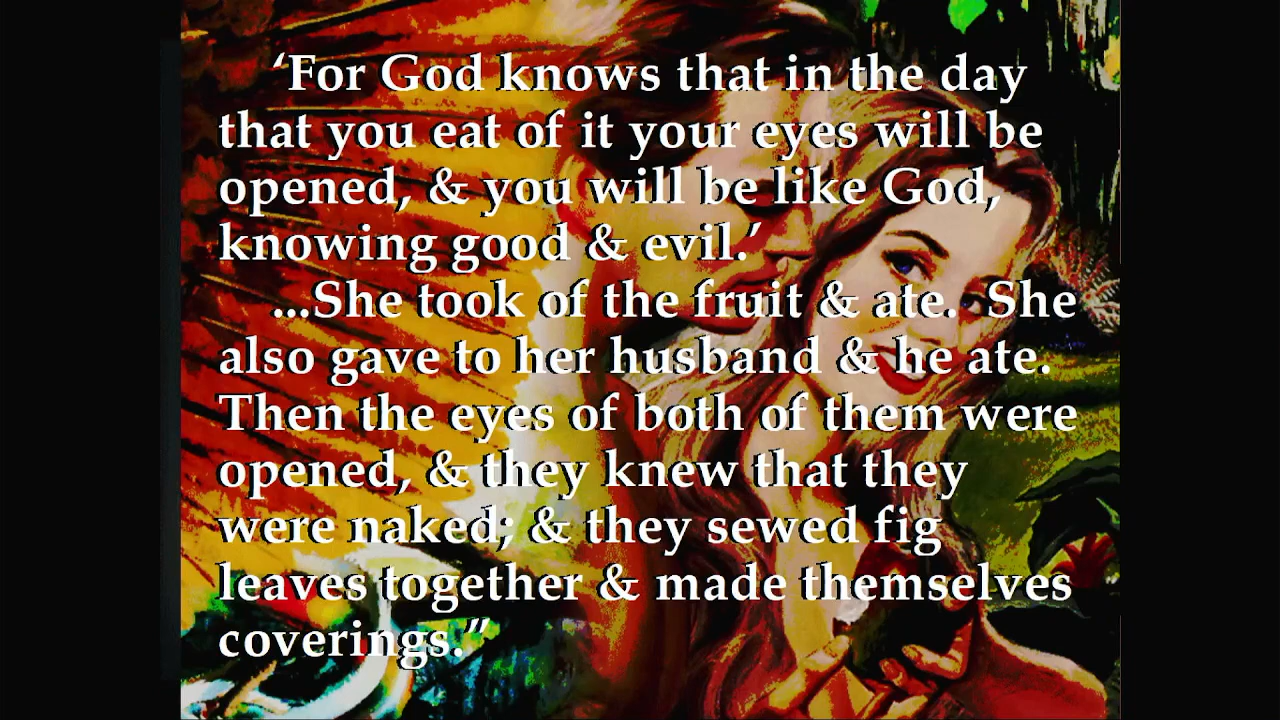 ‘For God knows that in the day
that you eat of it your eyes will be
opened, & you will be like God,
knowing good & evil.’
...She took of the fruit & ate.  She
also gave to her husband & he ate.
Then the eyes of both of them were
opened, & they knew that they
were naked; & they sewed fig
leaves together & made themselves
coverings.”